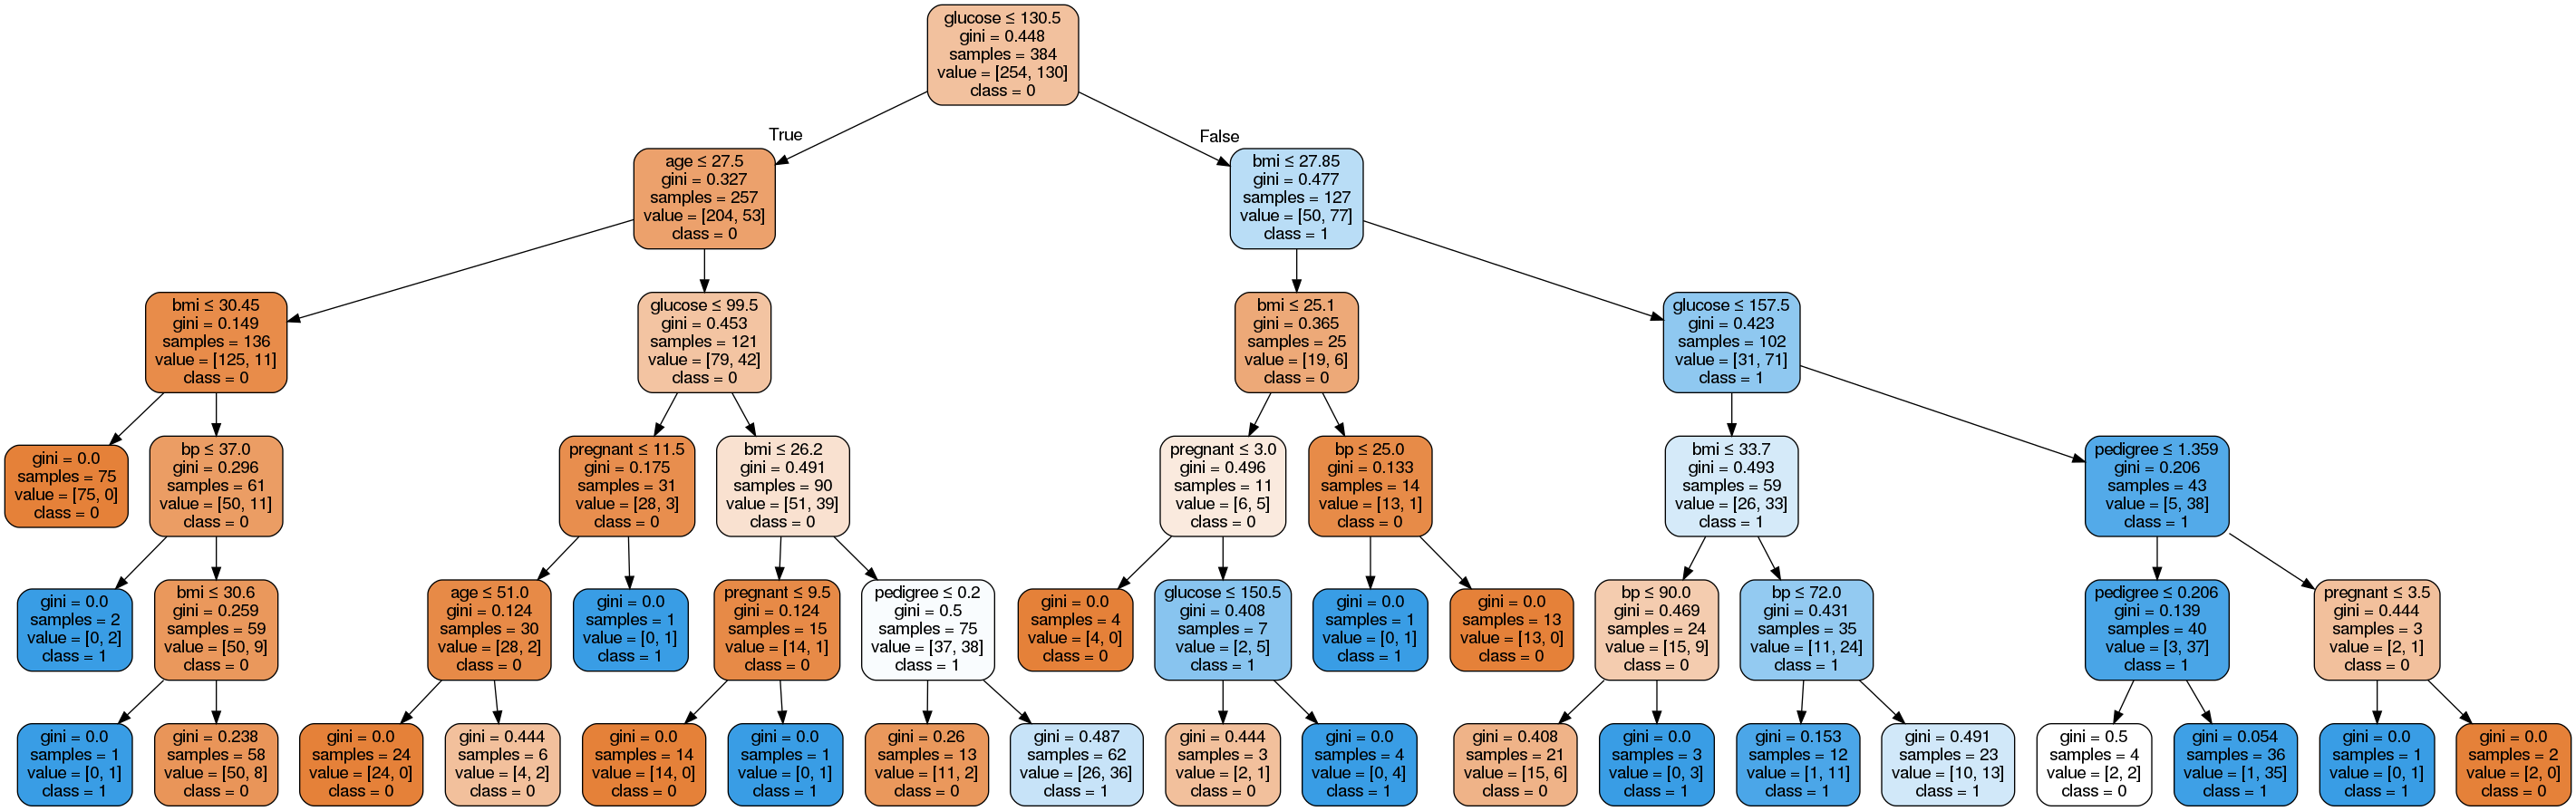 glucose ≤ 130.5
gini = 0.448
samples = 384
value = [254, 130]
class = 0
True
False
age ≤ 27.5
gini = 0.327
samples = 257
value = [204, 53]
class = 0
bmi ≤ 27.85
gini = 0.477
samples = 127
value = [50, 77]
class = 1
bmi ≤ 30.45
gini = 0.149
samples = 136
value = [125, 11]
class = 0
glucose ≤ 99.5
gini = 0.453
samples = 121
value = [79, 42]
class = 0
bmi ≤ 25.1
gini = 0.365
samples = 25
value = [19, 6]
class = 0
glucose ≤ 157.5
gini = 0.423
samples = 102
value = [31, 71]
class = 1
gini = 0.0
samples = 75
value = [75, 0]
class = 0
bp ≤ 37.0
gini = 0.296
samples = 61
value = [50, 11]
class = 0
pregnant ≤ 11.5
gini = 0.175
samples = 31
value = [28, 3]
class = 0
bmi ≤ 26.2
gini = 0.491
samples = 90
value = [51, 39]
class = 0
pregnant ≤ 3.0
gini = 0.496
samples = 11
value = [6, 5]
class = 0
bp ≤ 25.0
gini = 0.133
samples = 14
value = [13, 1]
class = 0
bmi ≤ 33.7
gini = 0.493
samples = 59
value = [26, 33]
class = 1
pedigree ≤ 1.359
gini = 0.206
samples = 43
value = [5, 38]
class = 1
gini = 0.0
samples = 2
value = [0, 2]
class = 1
bmi ≤ 30.6
gini = 0.259
samples = 59
value = [50, 9]
class = 0
age ≤ 51.0
gini = 0.124
samples = 30
value = [28, 2]
class = 0
gini = 0.0
samples = 1
value = [0, 1]
class = 1
pregnant ≤ 9.5
gini = 0.124
samples = 15
value = [14, 1]
class = 0
pedigree ≤ 0.2
gini = 0.5
samples = 75
value = [37, 38]
class = 1
gini = 0.0
samples = 4
value = [4, 0]
class = 0
glucose ≤ 150.5
gini = 0.408
samples = 7
value = [2, 5]
class = 1
gini = 0.0
samples = 1
value = [0, 1]
class = 1
gini = 0.0
samples = 13
value = [13, 0]
class = 0
bp ≤ 90.0
gini = 0.469
samples = 24
value = [15, 9]
class = 0
bp ≤ 72.0
gini = 0.431
samples = 35
value = [11, 24]
class = 1
pedigree ≤ 0.206
gini = 0.139
samples = 40
value = [3, 37]
class = 1
pregnant ≤ 3.5
gini = 0.444
samples = 3
value = [2, 1]
class = 0
gini = 0.0
samples = 1
value = [0, 1]
class = 1
gini = 0.238
samples = 58
value = [50, 8]
class = 0
gini = 0.0
samples = 24
value = [24, 0]
class = 0
gini = 0.444
samples = 6
value = [4, 2]
class = 0
gini = 0.0
samples = 14
value = [14, 0]
class = 0
gini = 0.0
samples = 1
value = [0, 1]
class = 1
gini = 0.26
samples = 13
value = [11, 2]
class = 0
gini = 0.487
samples = 62
value = [26, 36]
class = 1
gini = 0.444
samples = 3
value = [2, 1]
class = 0
gini = 0.0
samples = 4
value = [0, 4]
class = 1
gini = 0.408
samples = 21
value = [15, 6]
class = 0
gini = 0.0
samples = 3
value = [0, 3]
class = 1
gini = 0.153
samples = 12
value = [1, 11]
class = 1
gini = 0.491
samples = 23
value = [10, 13]
class = 1
gini = 0.5
samples = 4
value = [2, 2]
class = 0
gini = 0.054
samples = 36
value = [1, 35]
class = 1
gini = 0.0
samples = 1
value = [0, 1]
class = 1
gini = 0.0
samples = 2
value = [2, 0]
class = 0